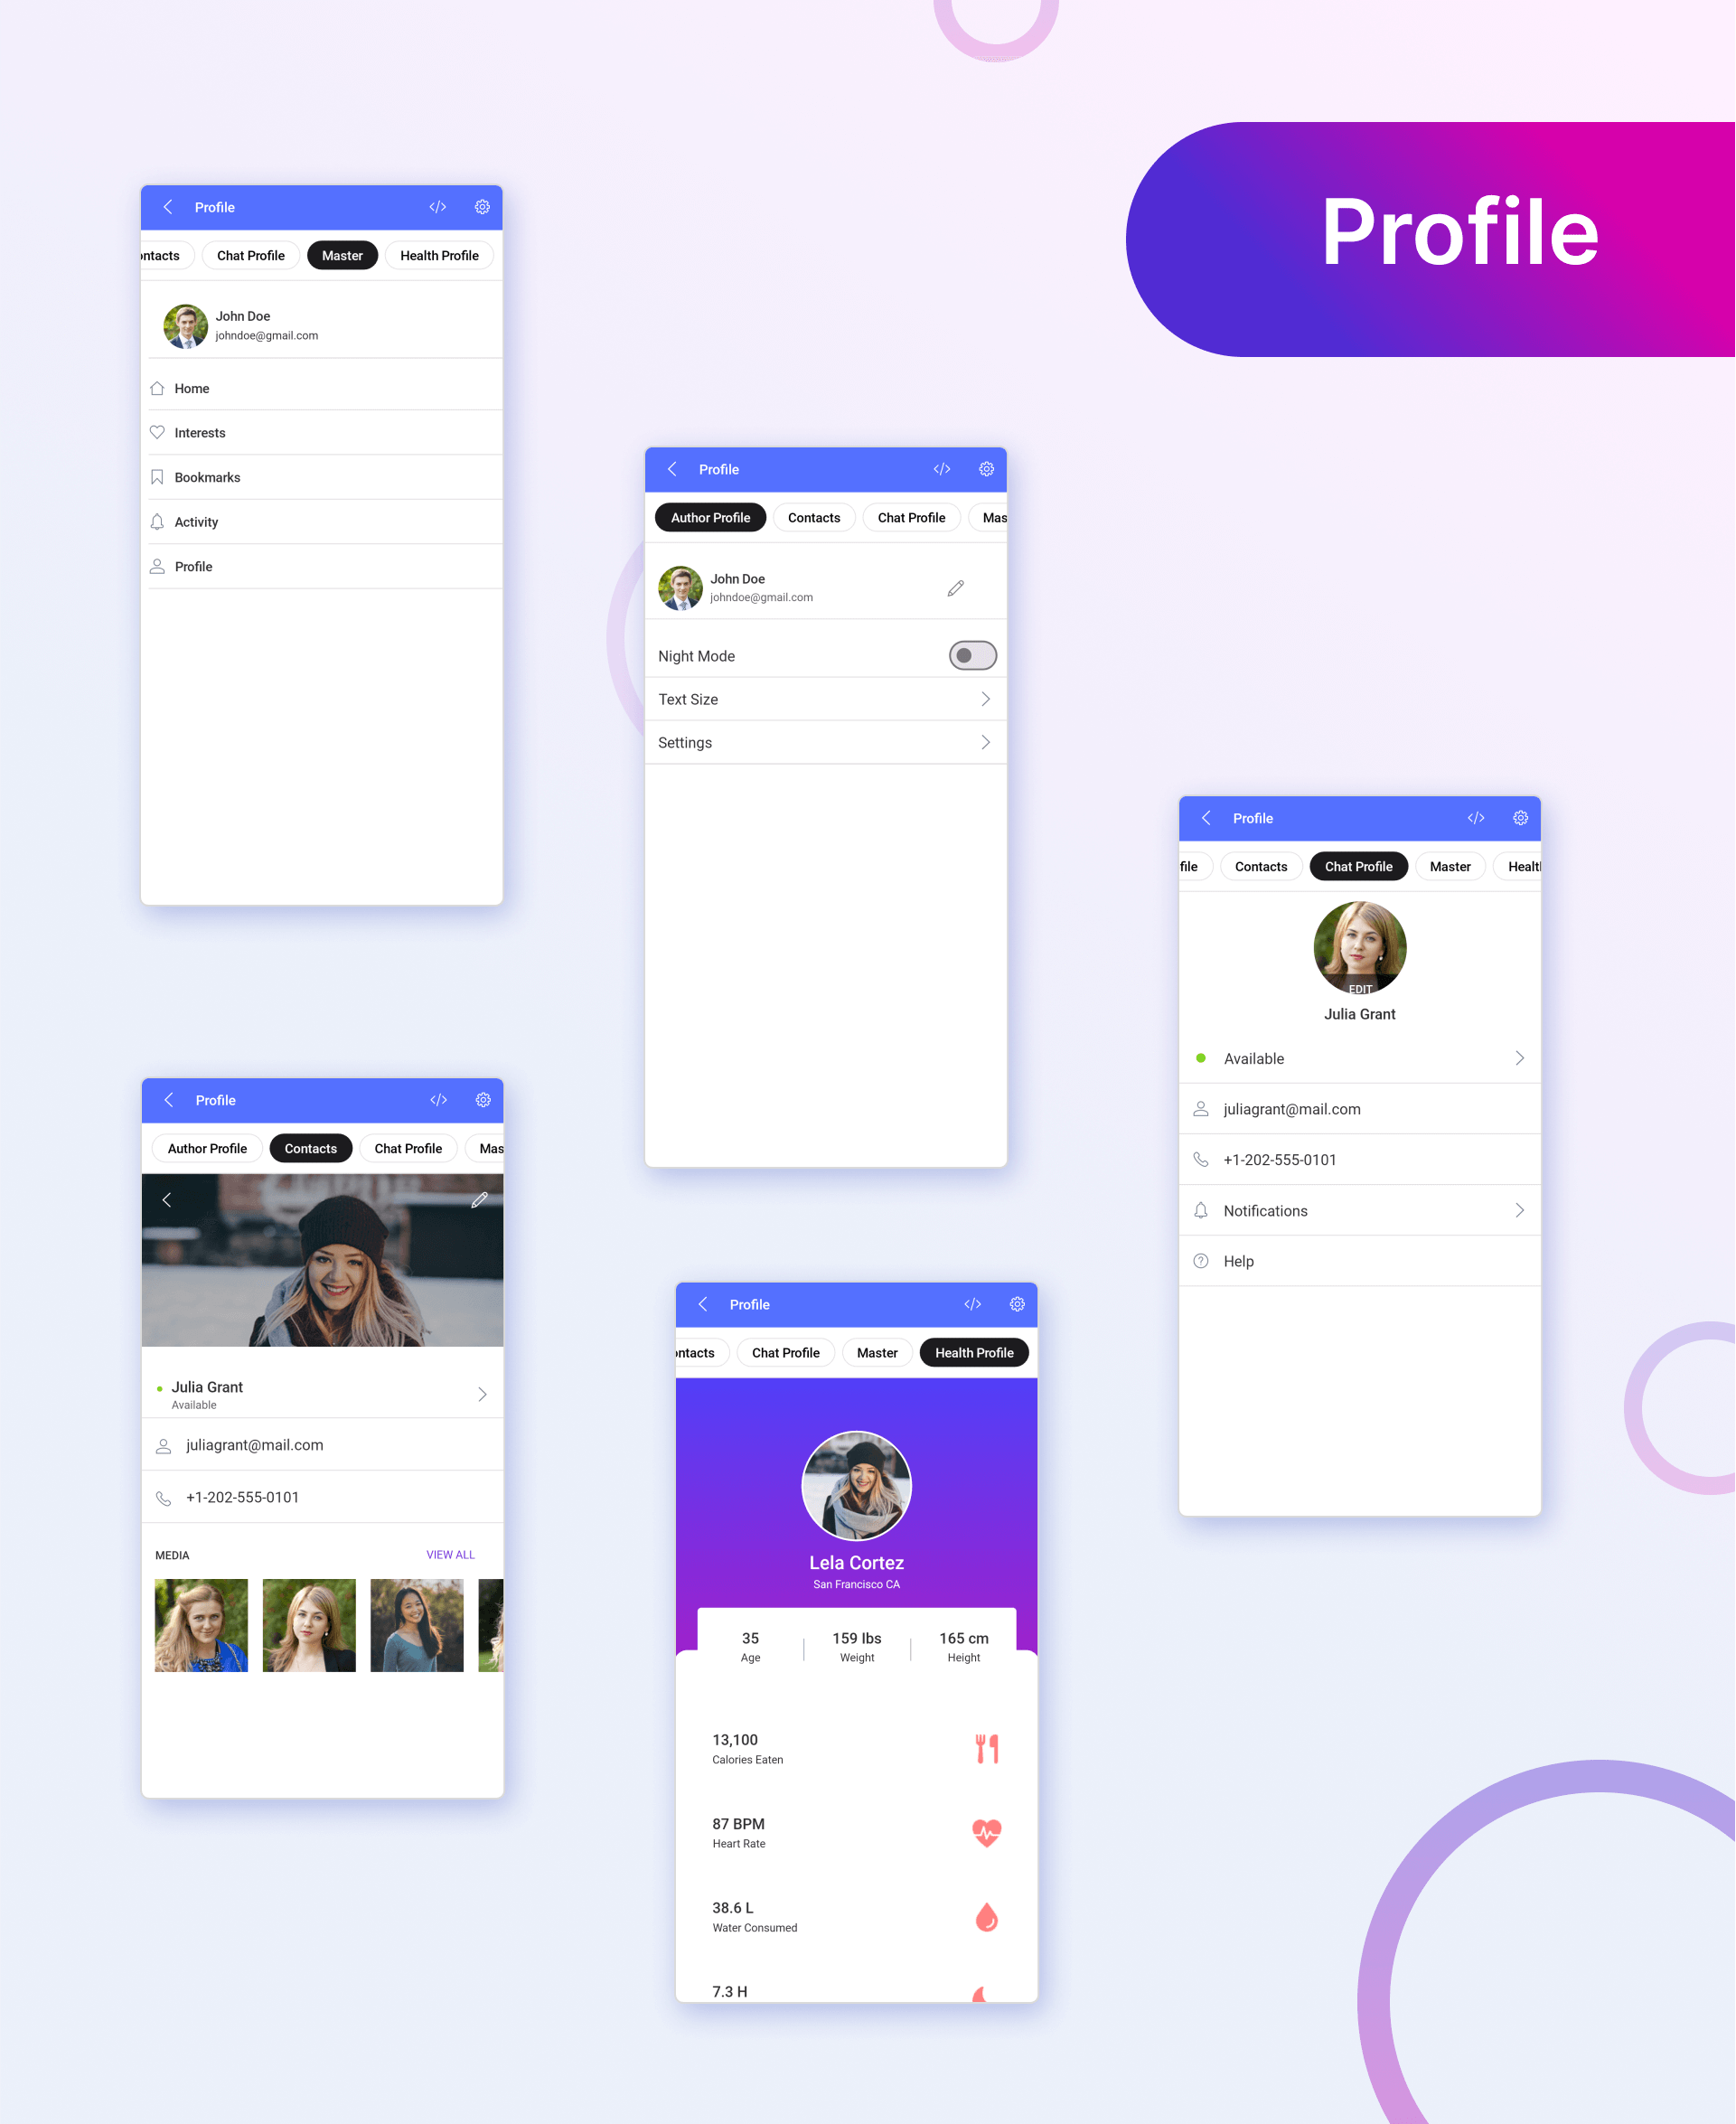 Profile
Profile
</>
ontacts
Chat Profile
Master
Health Profile
John Doe
johndoe@gmail.com
Home
Interests
Bookmarks
Activity
Profile
Profile
</>
Author Profile
Contacts
Chat Profile
Mas
John Doe
johndoe@gmail.com
Night Mode
Text Size
Settings
Profile
</>
file
Contacts
Chat Profile
Master
Healt
EDIT
Julia Grant
Available
juliagrant@mail.com
+1-202-555-0101
Notifications
Help
Profile
</>
Author Profile
Contacts
Chat Profile
Mas
Julia Grant
Available
juliagrant@mail.com
+1-202-555-0101
MEDIA
VIEW ALL
Profile
</>
ontacts
Chat Profile
Master
Health Profile
Lela Cortez
San Francisco CA
35
Age
159 lbs
Weight
165 cm
Height
13,100
Calories Eaten
87 BPM
Heart Rate
38.6 L
Water Consumed
7.3 H